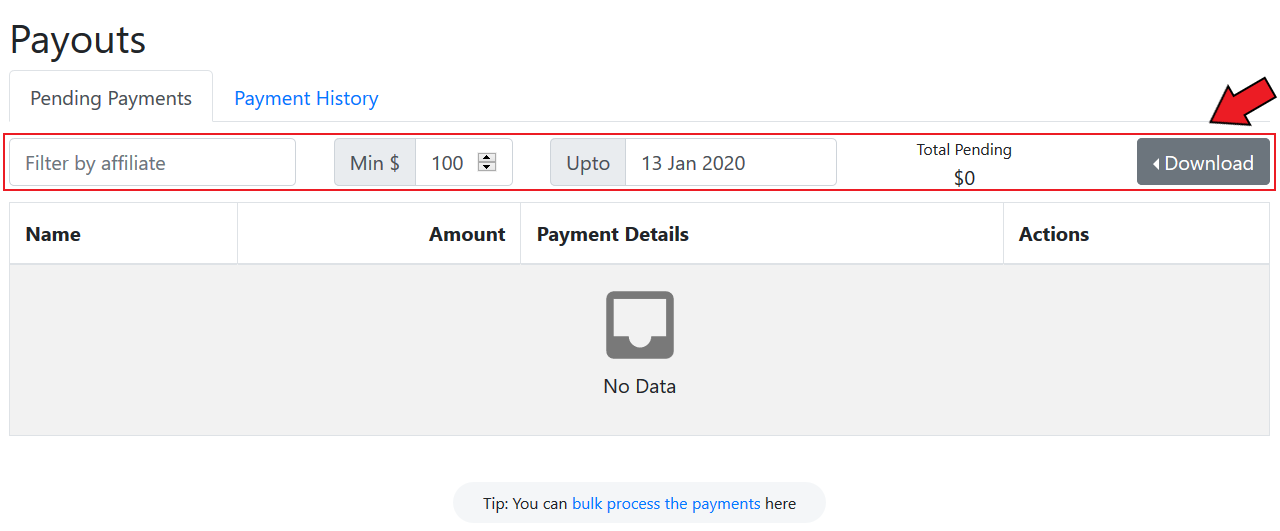 Payouts
Pending Payments Payment History
Filter by affiliate Min $ 100 Upto 13 Jan 2020 Total Pending $0 Download
Name Amount Payment Details Actions
No Data
Tip: You can bulk process the payments here